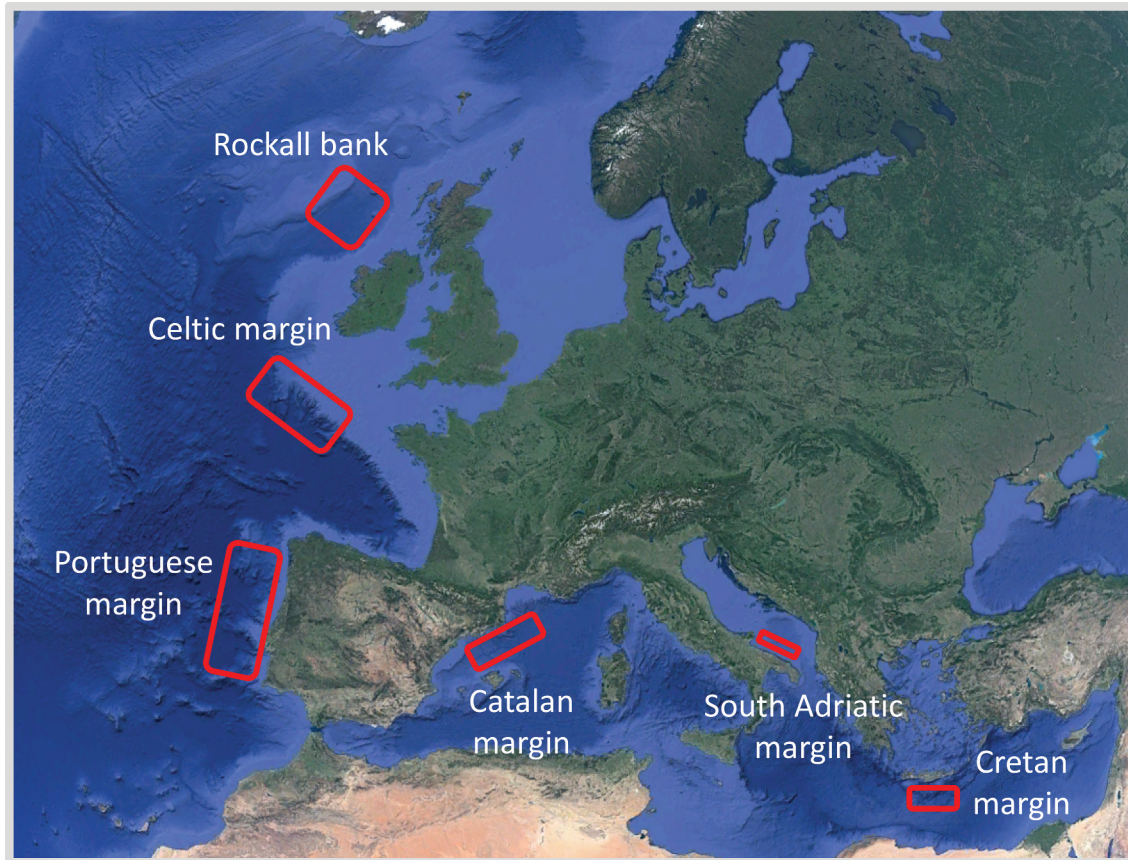 Rockall bank
Celtic margin
Portuguese
margin
Catalan
margin
South Adriatic
margin
Cretan
margin